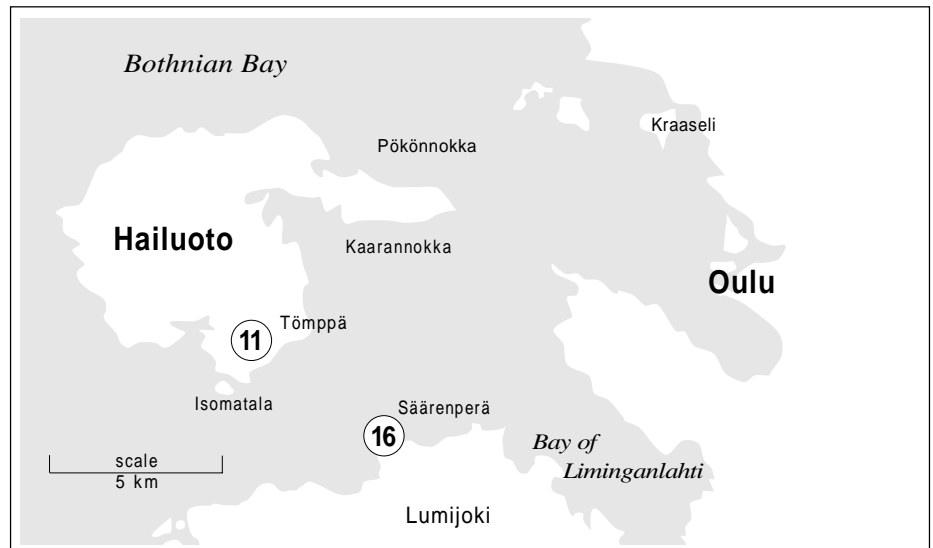 Bothnian Bay
Kraaseli
Pökönnokka
Hailuoto
Kaarannokka
Oulu
Tömppä
11
Isomatala
Säärenperä
16
Bay of
Liminganlahti
scale
5 km
Lumijoki